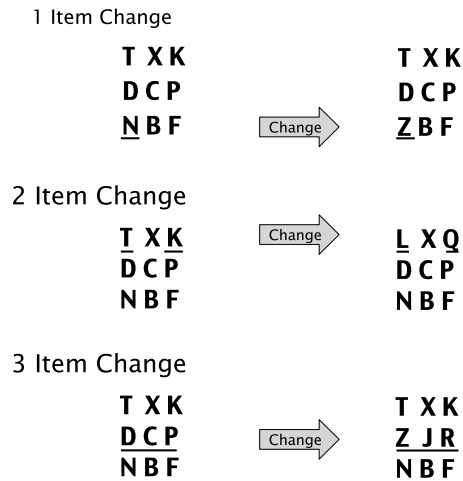 1 Item Change
T X K T X K
D C P D C P
N B F Change Z B F
2 Item Change
T X K Change L X Q
D C P D C P
N B F N B F
3 Item Change
T X K T X K
D C P Change Z J R
N B F N B F